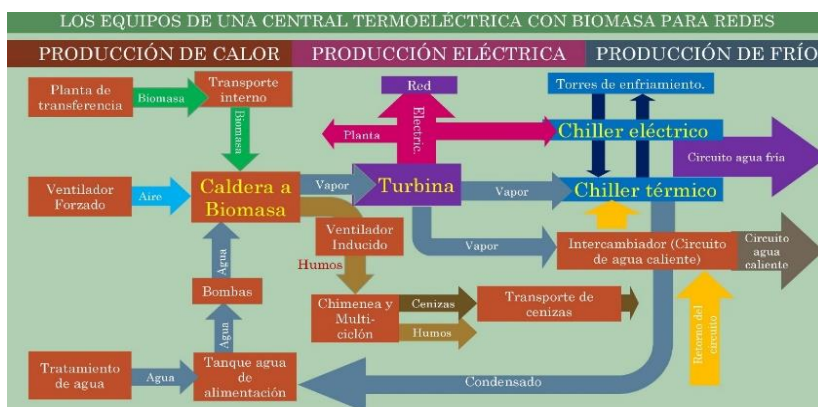 LOS EQUIPOS DE UNA CENTRAL TERMOELÉCTRICA CON BIOMASA PARA REDES
PRODUCCIÓN DE CALOR
PRODUCCIÓN ELÉCTRICA
PRODUCCIÓN DE FRÍO
Planta de
transferencia
Biomasa
Transporte
interno
Biomasa
Red
Electric.
Planta
Torres de enfriamiento.
Chiller eléctrico
Circuito agua fría
Ventilador
Forzado
Aire
Caldera a
Biomasa
Vapor
Turbina
Vapor
Chiller térmico
Ventilador
Inducido
Humos
Vapor
Intercambiador (Circuito
de agua caliente)
Circuito
agua
caliente
Agua
Bombas
Agua
Chimenea y
Multi-
ciclón
Cenizas
Humos
Transporte de
cenizas
Retorno del
circuito
Tratamiento
de agua
Agua
Tanque agua
de
alimentación
Condensado